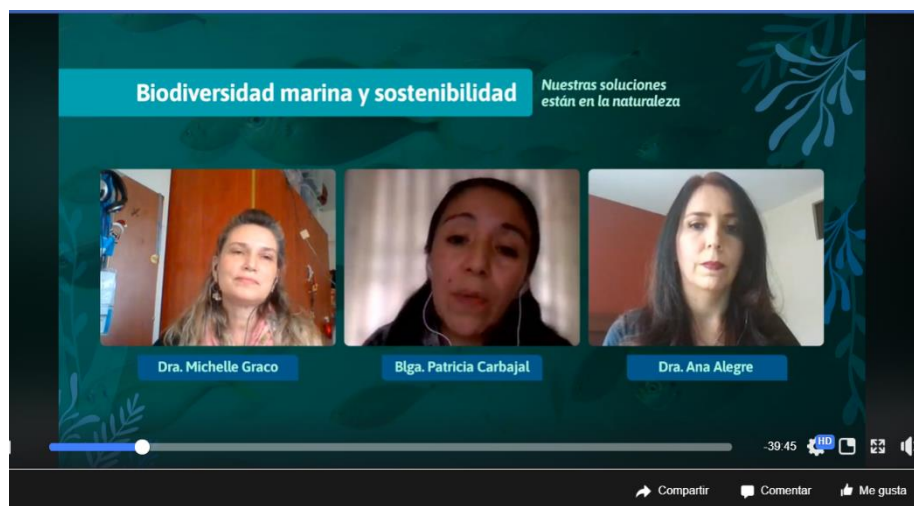 Biodiversidad marina y sostenibilidad
Nuestras soluciones
están en la naturaleza
Dra. Michelle Graco
Blga. Patricia Carbajal
Dra. Ana Alegre
-39:45
HD
Compartir
Comentar
Me gusta